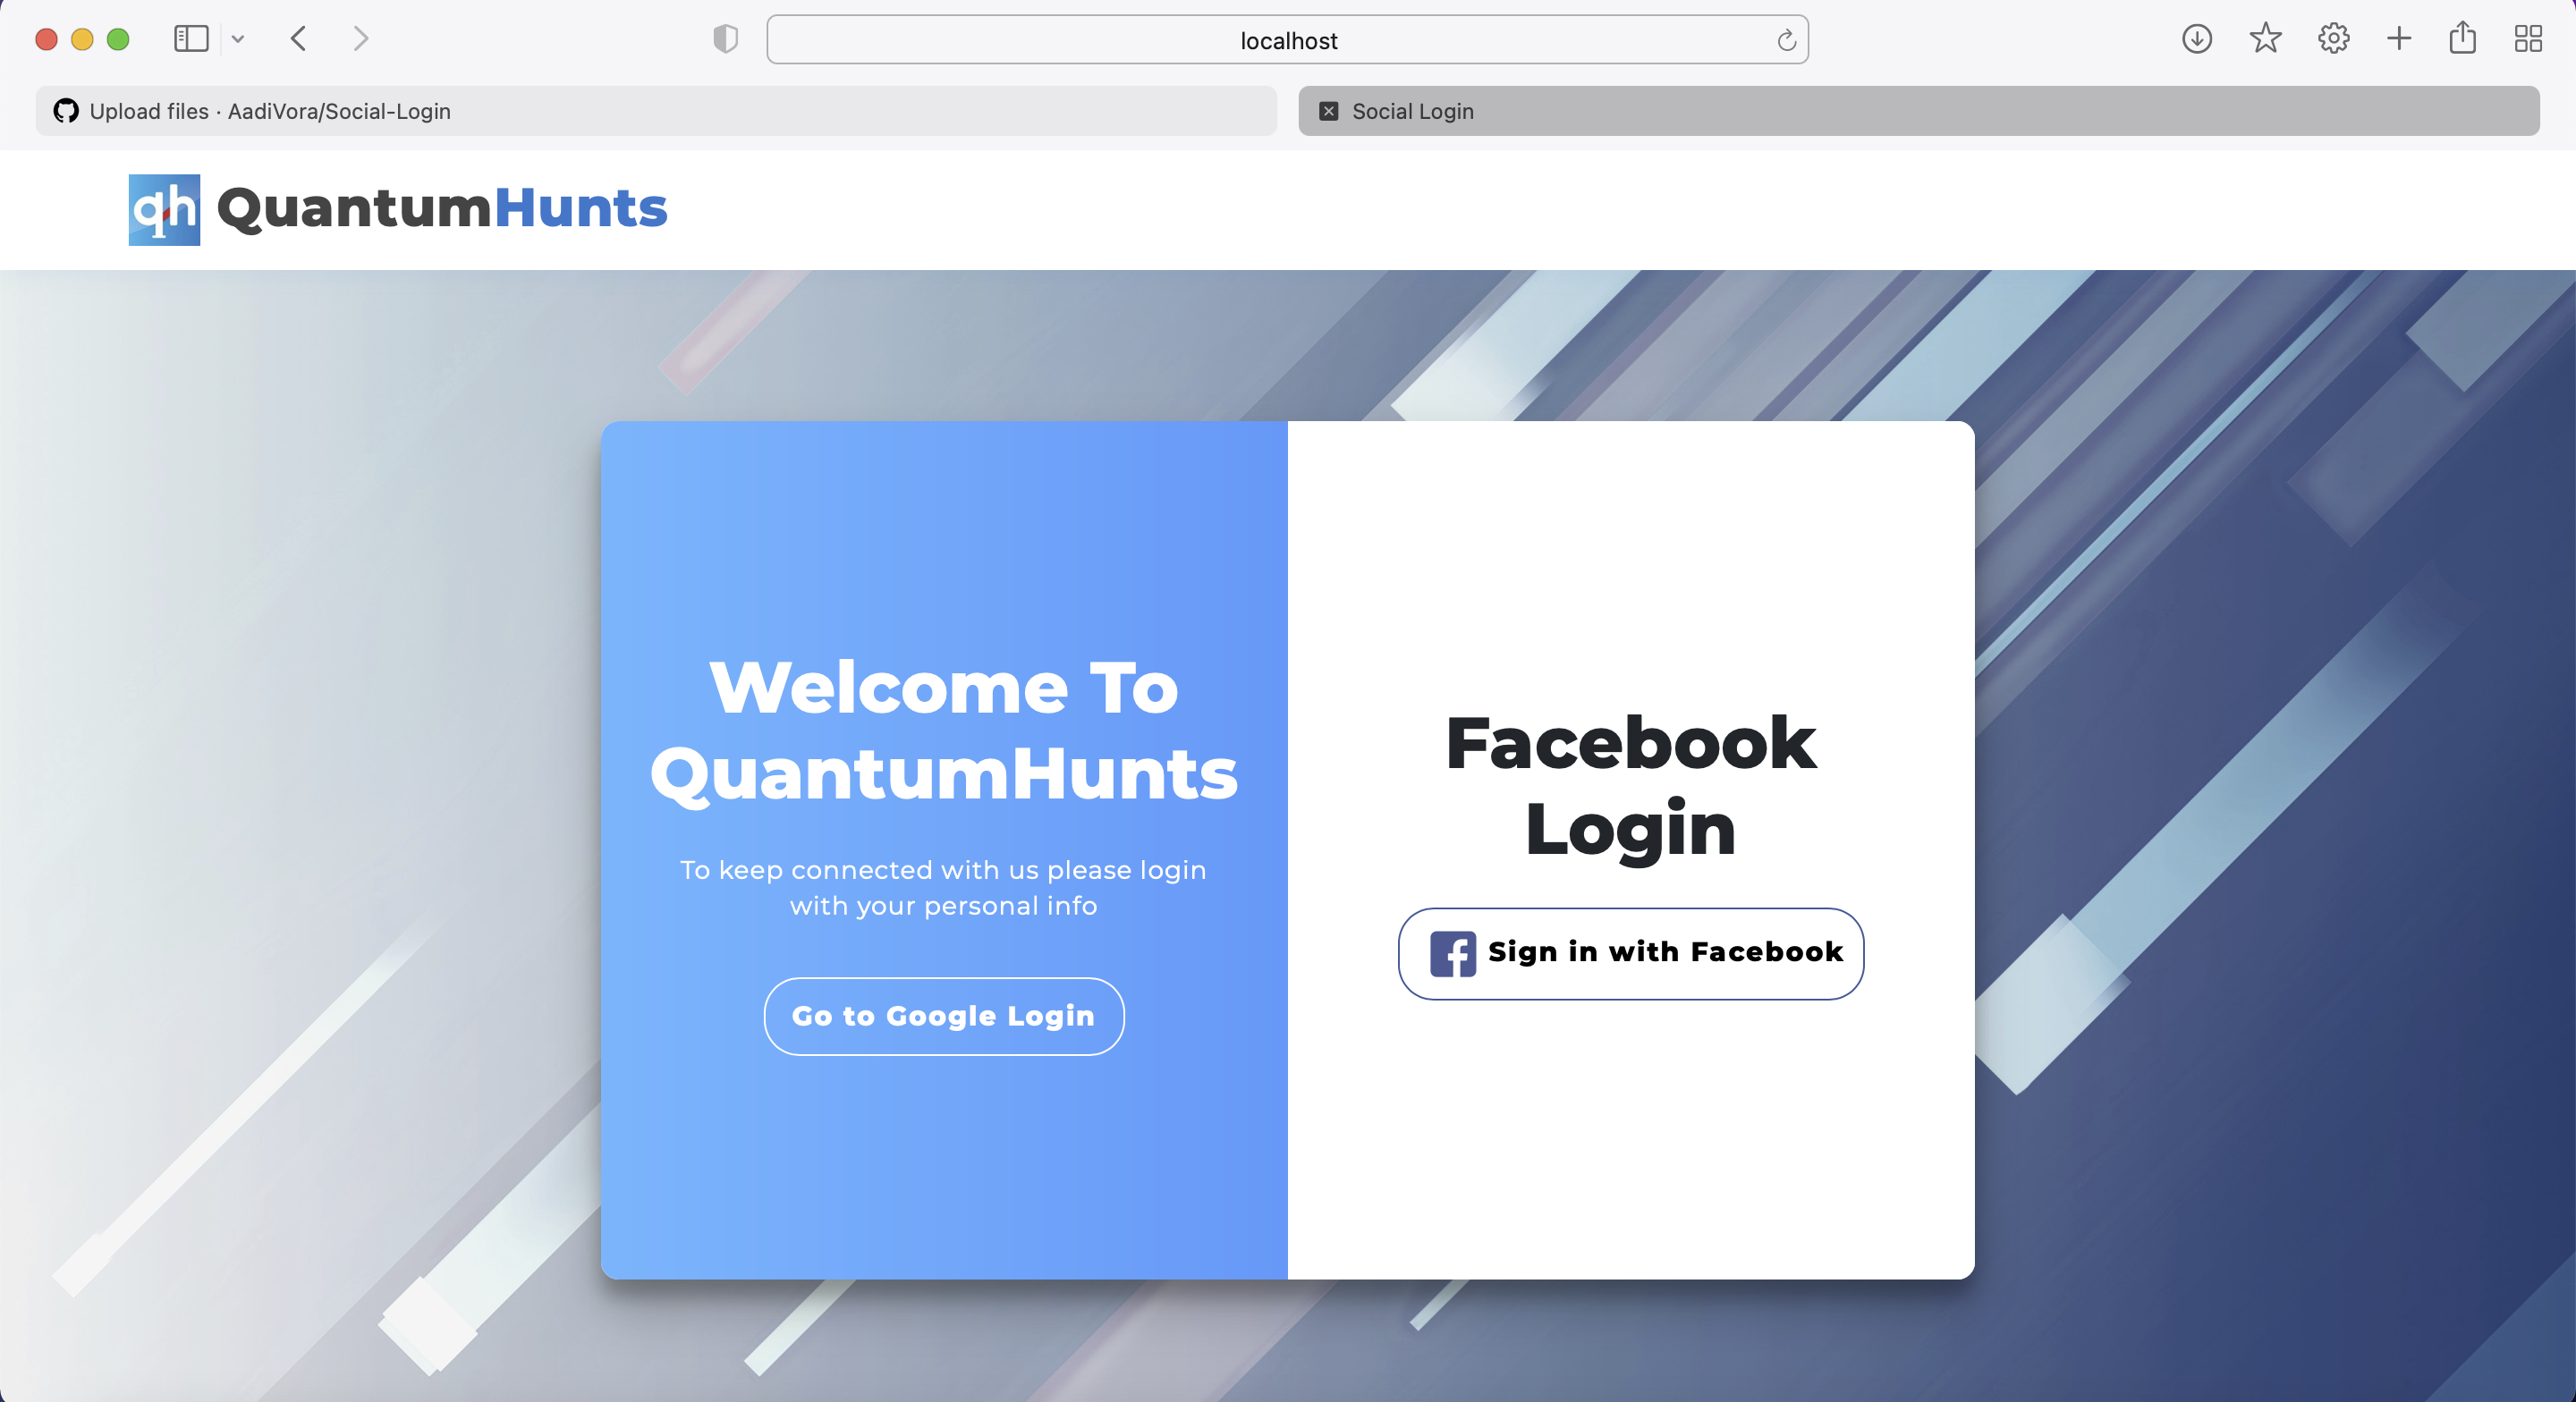 localhost
Upload files · AadiVora/Social-Login
Social Login
qh QuantumHunts
Welcome To
QuantumHunts
To keep connected with us please login
with your personal info
Go to Google Login
Facebook
Login
Sign in with Facebook